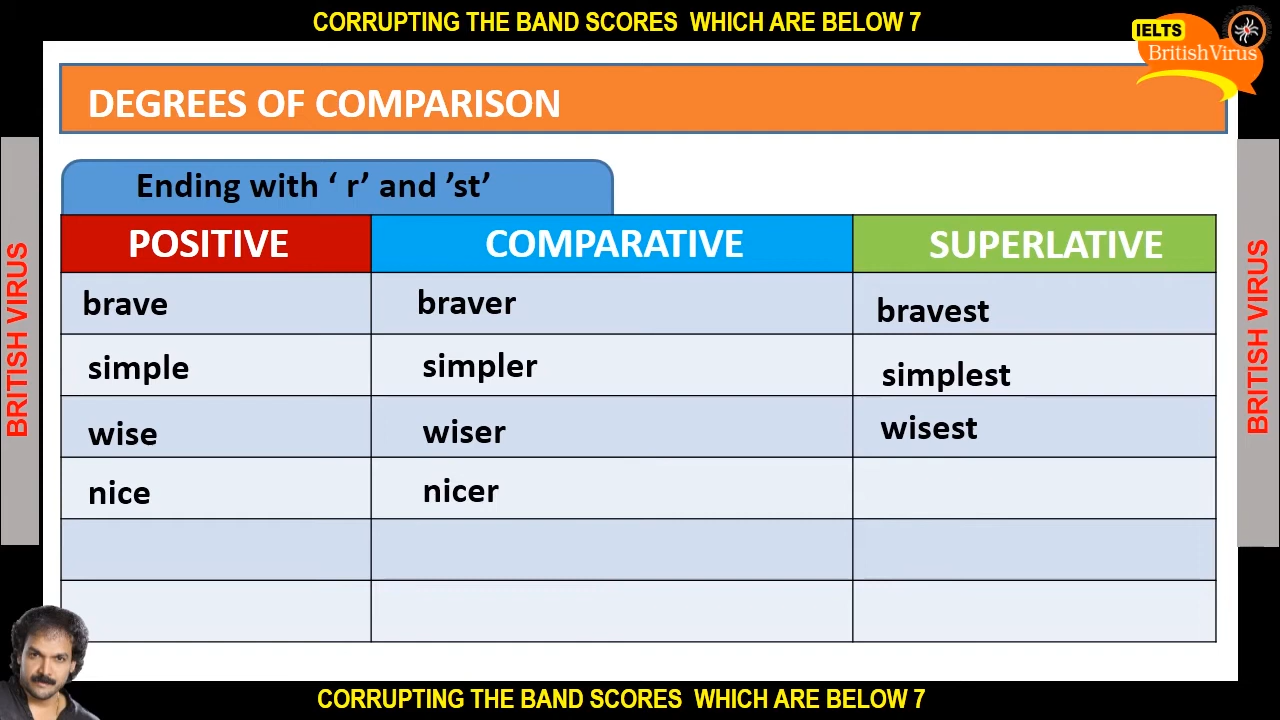 CORRUPTING THE BAND SCORES WHICH ARE BELOW 7
IELTS
BritishVirus
DEGREES OF COMPARISON
Ending with ‘ r’ and ’st’
POSITIVE COMPARATIVE SUPERLATIVE
brave braver bravest
simple simpler simplest
wise wiser wisest
nice nicer
BRITISH VIRUS
BRITISH VIRUS
CORRUPTING THE BAND SCORES WHICH ARE BELOW 7